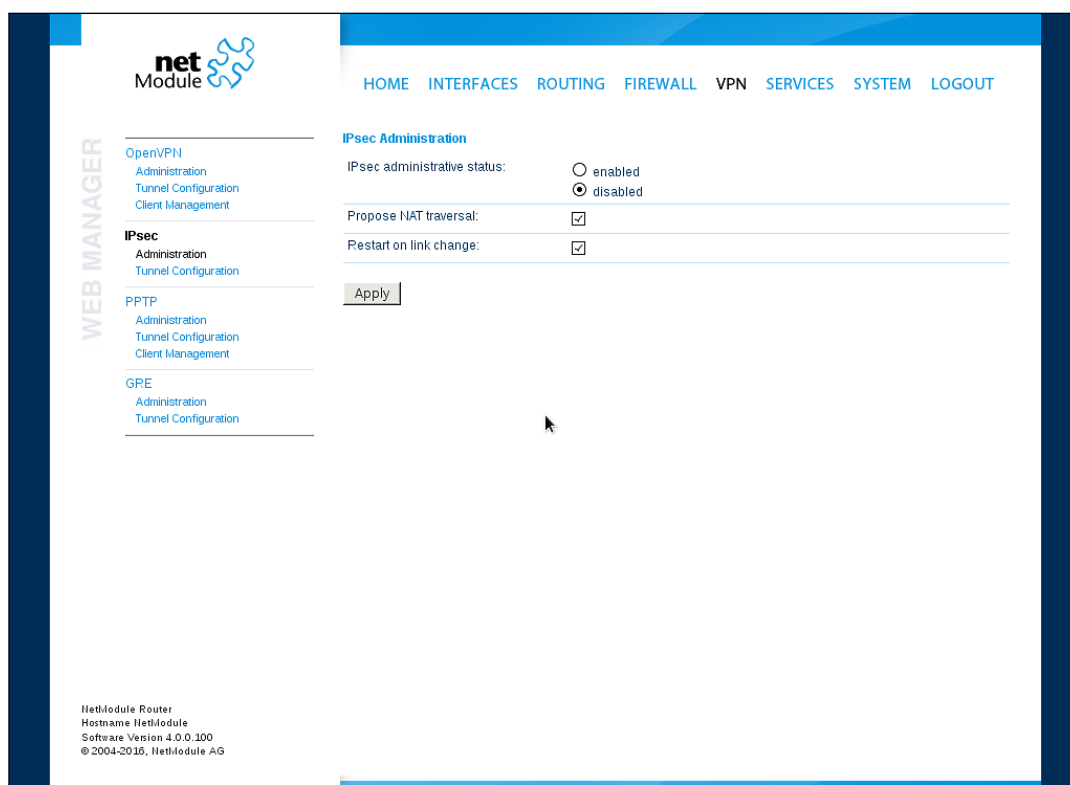 net
Module
HOME INTERFACES ROUTING FIREWALL VPN SERVICES SYSTEM LOGOUT
WEB MANAGER
OpenVPN
Administration
Tunnel Configuration
Client Management
IPsec
Administration
Tunnel Configuration
PPTP
Administration
Tunnel Configuration
Client Management
GRE
Administration
Tunnel Configuration
IPsec Administration
IPsec administrative status:
enabled
disabled
Propose NAT traversal:
Restart on link change:
Apply
NetModule Router
Hostname NetModule
Software Version 4.0.0.100
© 2004-2016, NetModule AG